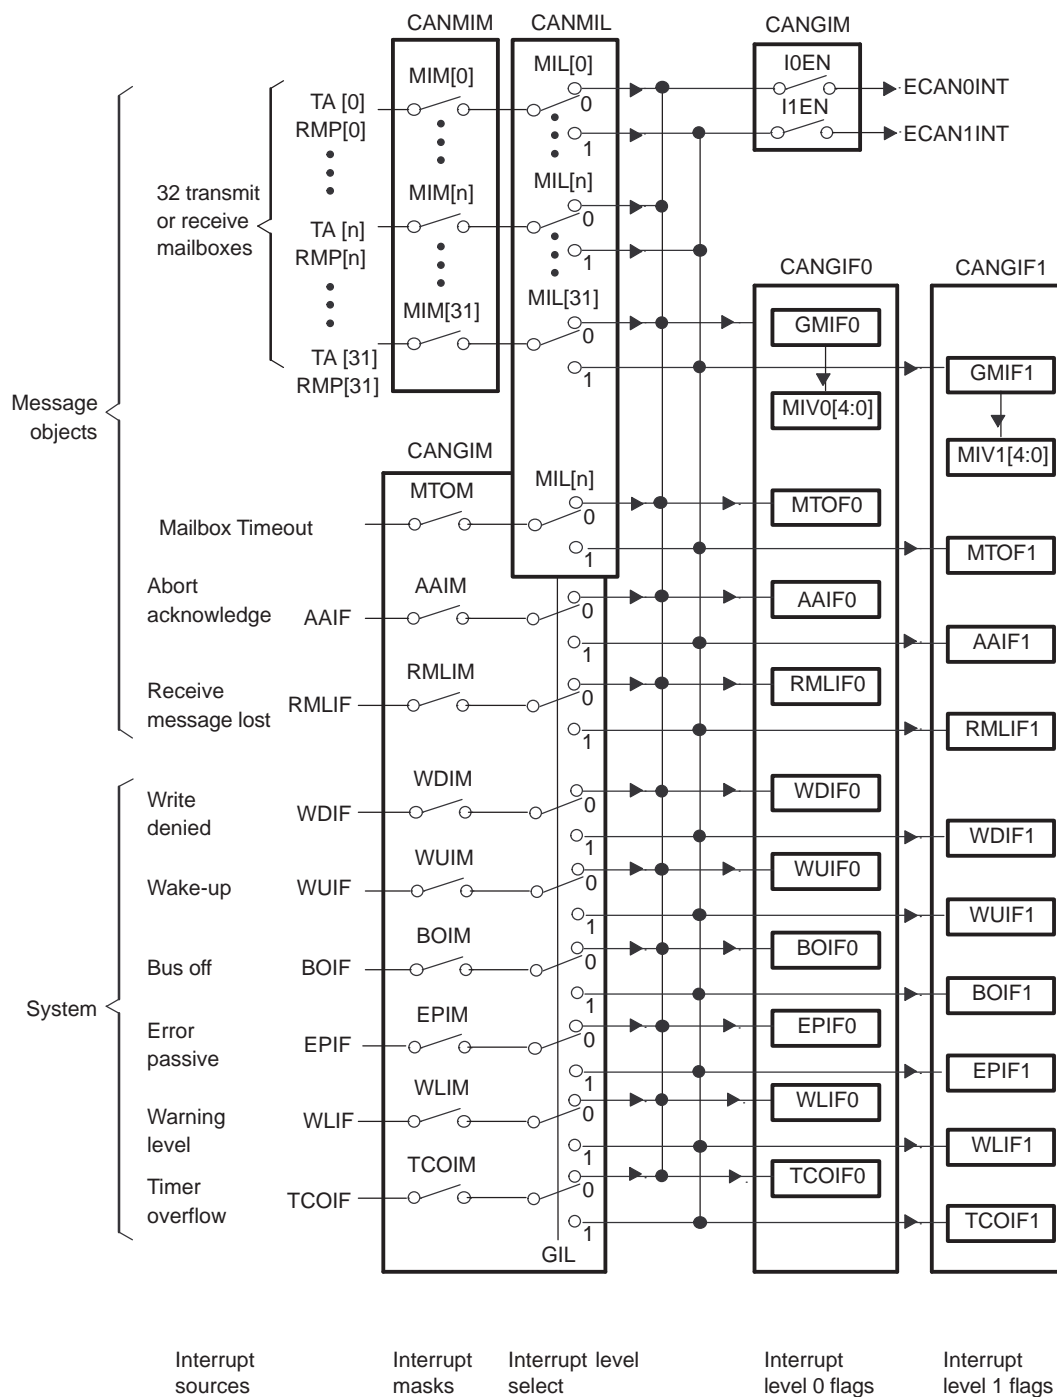 CANMIM
CANMIL
CANGIM
MIM[0]
MIL[0]
I0EN
ECAN0INT
TA [0]
RMP[0]
0
I1EN
1
ECAN1INT
32 transmit
or receive
mailboxes
MIM[n]
MIL[n]
TA [n]
RMP[n]
0
1
CANGIF0
CANGIF1
MIM[31]
MIL[31]
0
GMIF0
TA [31]
RMP[31]
1
GMIF1
Message
objects
MIV0[4:0]
MIV1[4:0]
CANGIM
MTOM
MIL[n]
Mailbox Timeout
0
MTOF0
1
MTOF1
Abort
acknowledge
AAIF
AAIM
0
AAIF0
1
AAIF1
Receive
message lost
RMLIF
RMLIM
0
RMLIF0
1
RMLIF1
Write
denied
WDIF
WDIM
0
WDIF0
1
WDIF1
Wake-up
WUIF
WUIM
0
WUIF0
1
WUIF1
Bus off
BOIF
BOIM
0
BOIF0
1
BOIF1
System
Error
passive
EPIF
EPIM
0
EPIF0
1
EPIF1
Warning
level
WLIF
WLIM
0
WLIF0
1
WLIF1
Timer
overflow
TCOIF
TCOIM
0
TCOIF0
1
TCOIF1
GIL
Interrupt
sources
Interrupt
masks
Interrupt level
select
Interrupt
level 0 flags
Interrupt
level 1 flags